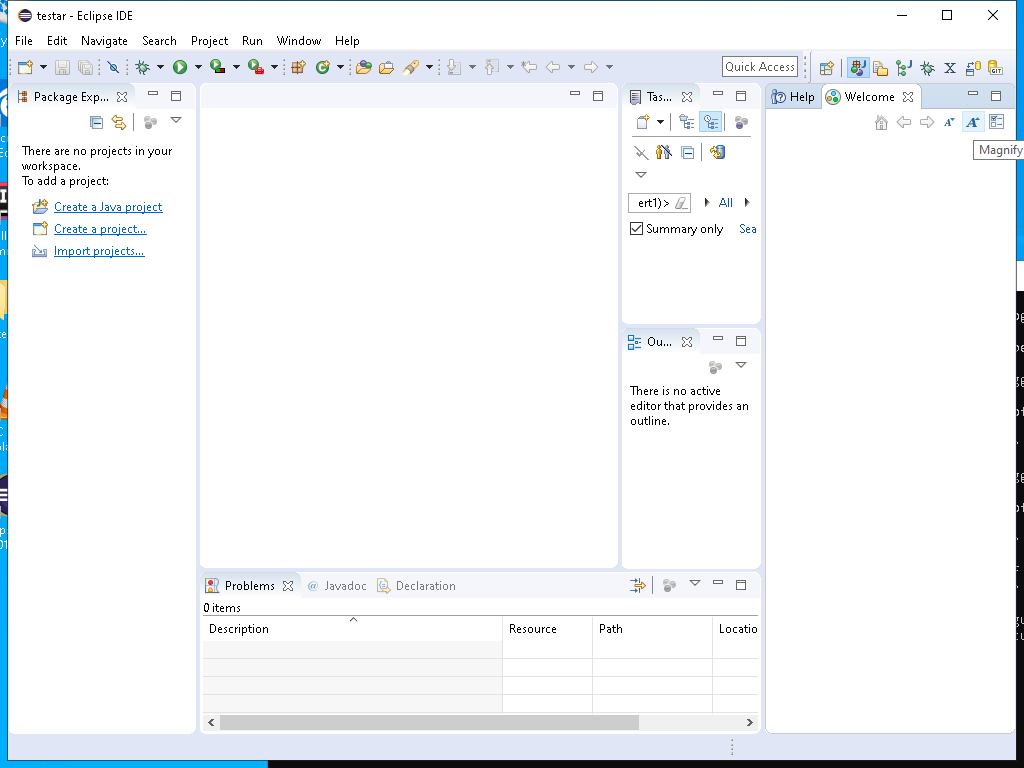 testar - Eclipse IDE
File Edit Navigate Search Project Run Window Help
Quick Access
Package Exp...
There are no projects in your
workspace.
To add a project:
Create a Java project
Create a project...
Import projects...
Tas...
ert1)>
All
Summary only
Sea
Ou...
There is no active
editor that provides an
outline.
Help
Welcome
Magnify
Problems
@ Javadoc
Declaration
0 items
Description Resource Path Locatio